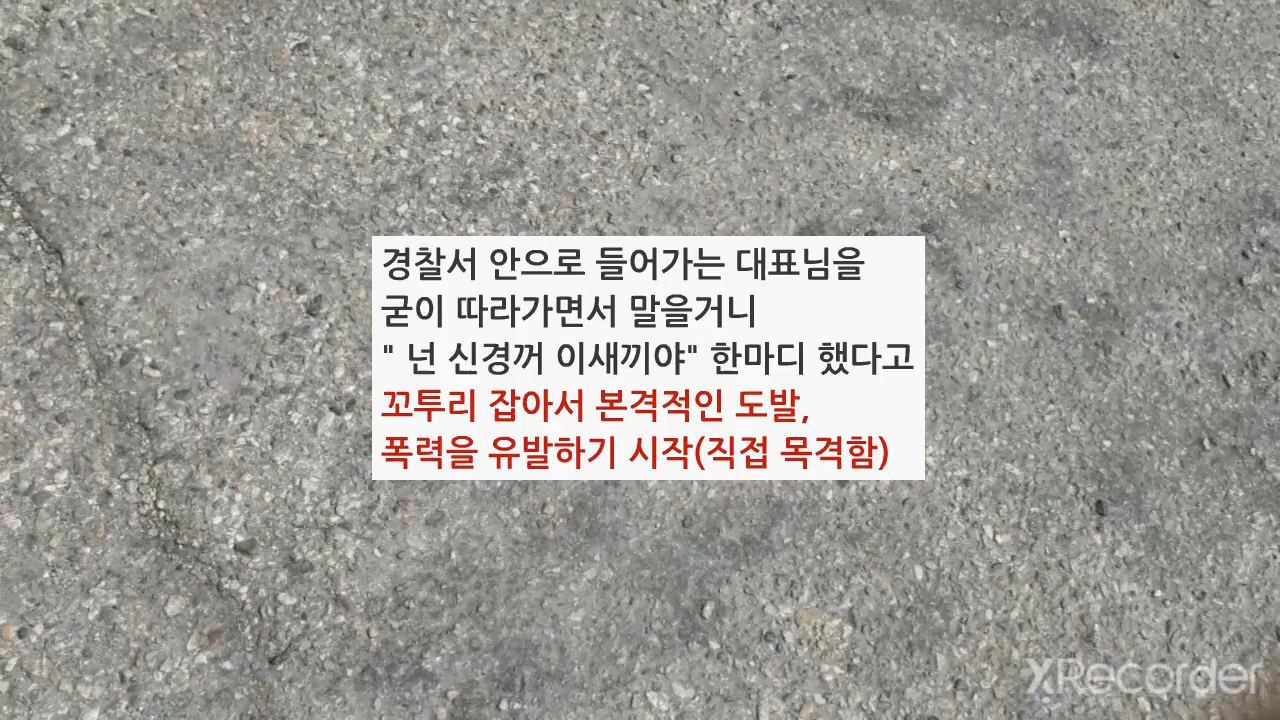 경찰서 안으로 들어가는 대표님을
굳이 따라가면서 말을거니
" 넌 신경꺼 이새끼야" 한마디 했다고
꼬투리 잡아서 본격적인 도발,
폭력을 유발하기 시작(직접 목격함)
XRecorder